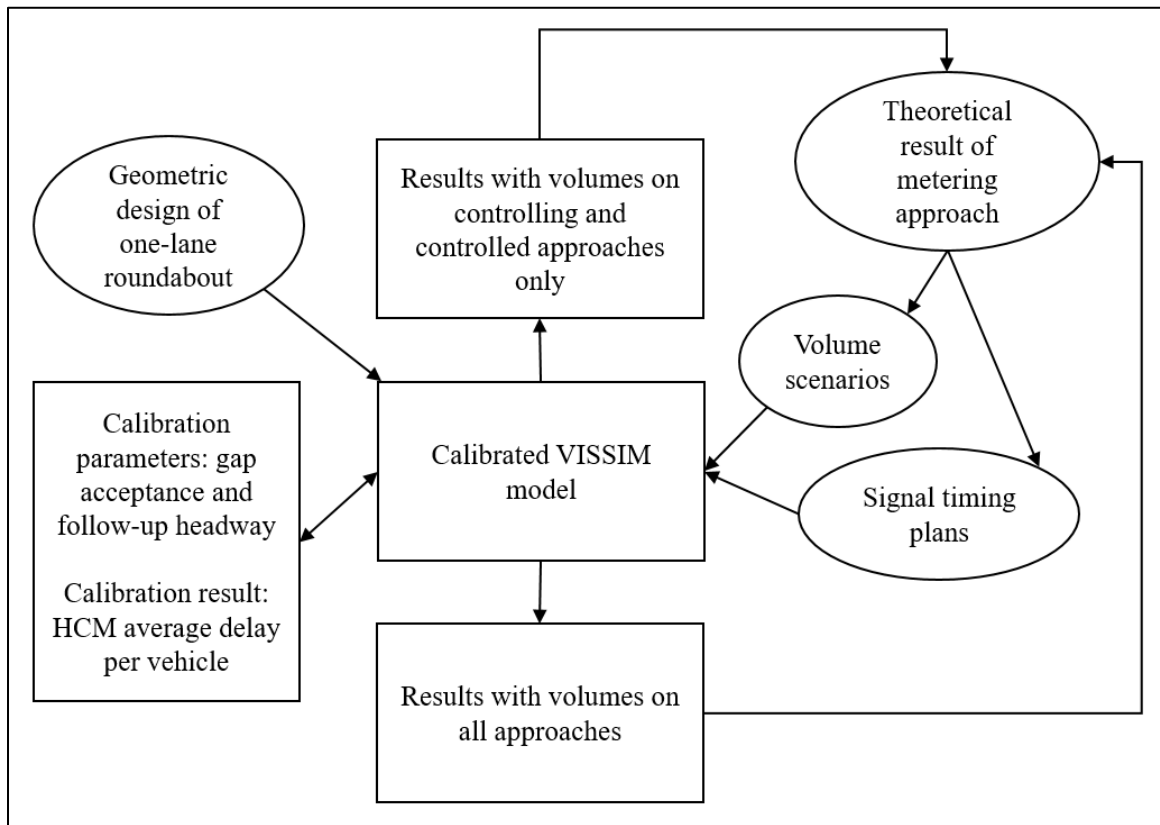 Theoretical
result of
metering
approach
Geometric
design of
one-lane
roundabout
Results with volumes on
controlling and
controlled approaches
only
Volume
scenarios
Calibration
parameters: gap
acceptance and
follow-up headway
Calibration result:
HCM average delay
per vehicle
Calibrated VISSIM
model
Signal timing
plans
Results with volumes on
all approaches